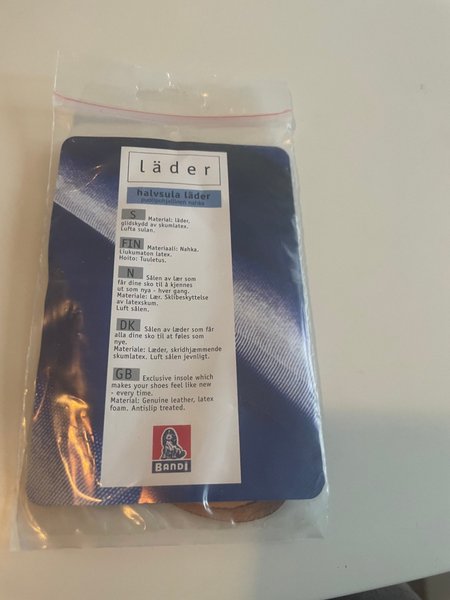 läder
halvsula läder
puolipohjallinen nahka
S Material: läder,
glidskydd av skumlatex.
Lufta sulan.
FIN Materiaali: Nahka.
Liukumaton latex.
Hoito: Tuuletus.
N Sålen av lær som
får dine sko til å kjennes
ut som nya - hver gang.
Materiale: Lær. Sklibeskyttelse
av latexskum.
Luft sålen.
DK Sålen av læder som får
alla dine sko til at føles som
nye.
Materiale: Læder, skridhjæmmende
skumlatex. Luft sålen jevnligt.
GB Exclusive insole which
makes your shoes feel like new
- every time.
Material: Genuine leather, latex
foam. Antislip treated.
BANDI